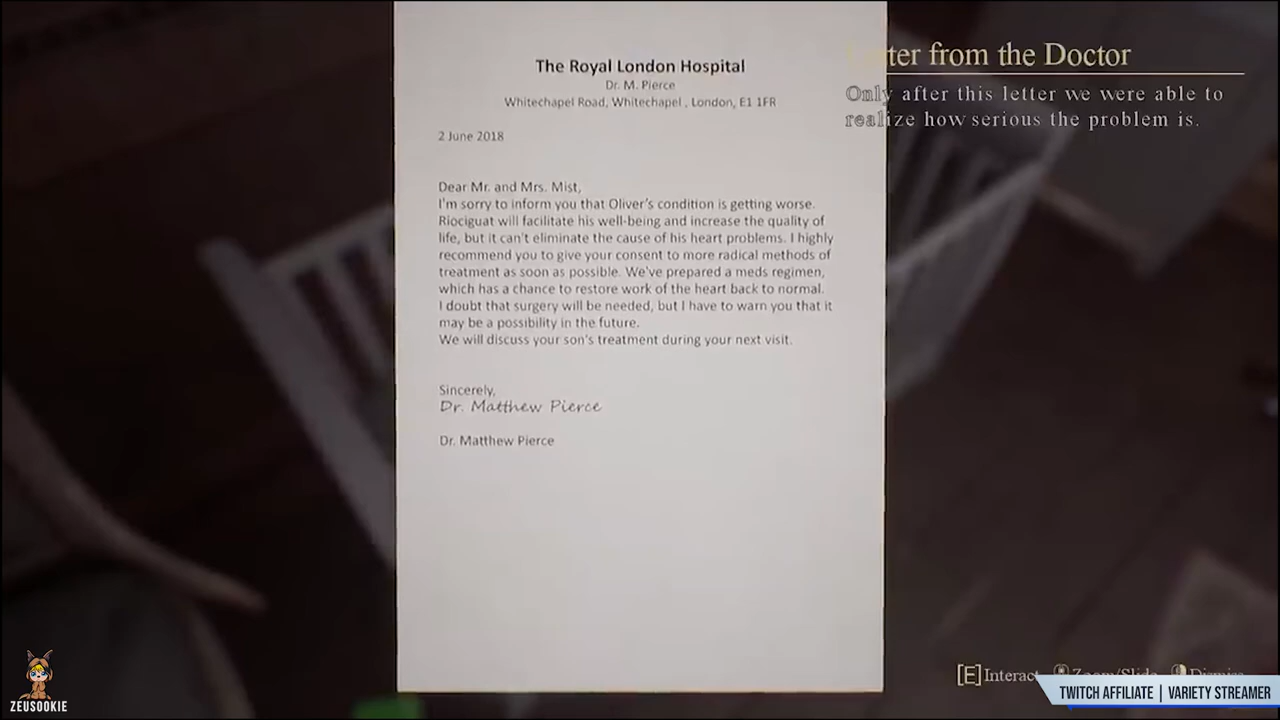 The Royal London Hospital
Dr. M. Pierce
Whitechapel Road, Whitechapel , London, E1 1FR
2 June 2018
Dear Mr. and Mrs. Mist,
I'm sorry to inform you that Oliver's condition is getting worse.
Riociguat will facilitate his well-being and increase the quality of
life, but it can't eliminate the cause of his heart problems. I highly
recommend you to give your consent to more radical methods of
treatment as soon as possible. We've prepared a meds regimen,
which has a chance to restore work of the heart back to normal.
I doubt that surgery will be needed, but I have to warn you that it
may be a possibility in the future.
We will discuss your son's treatment during your next visit.
Sincerely,
Dr. Matthew Pierce
Dr. Matthew Pierce
Letter from the Doctor
Only after this letter we were able to
realize how serious the problem is.
[E]Interact Zoom/Slide Dismiss
TWITCH AFFILIATE | VARIETY STREAMER
ZEUSOOKIE